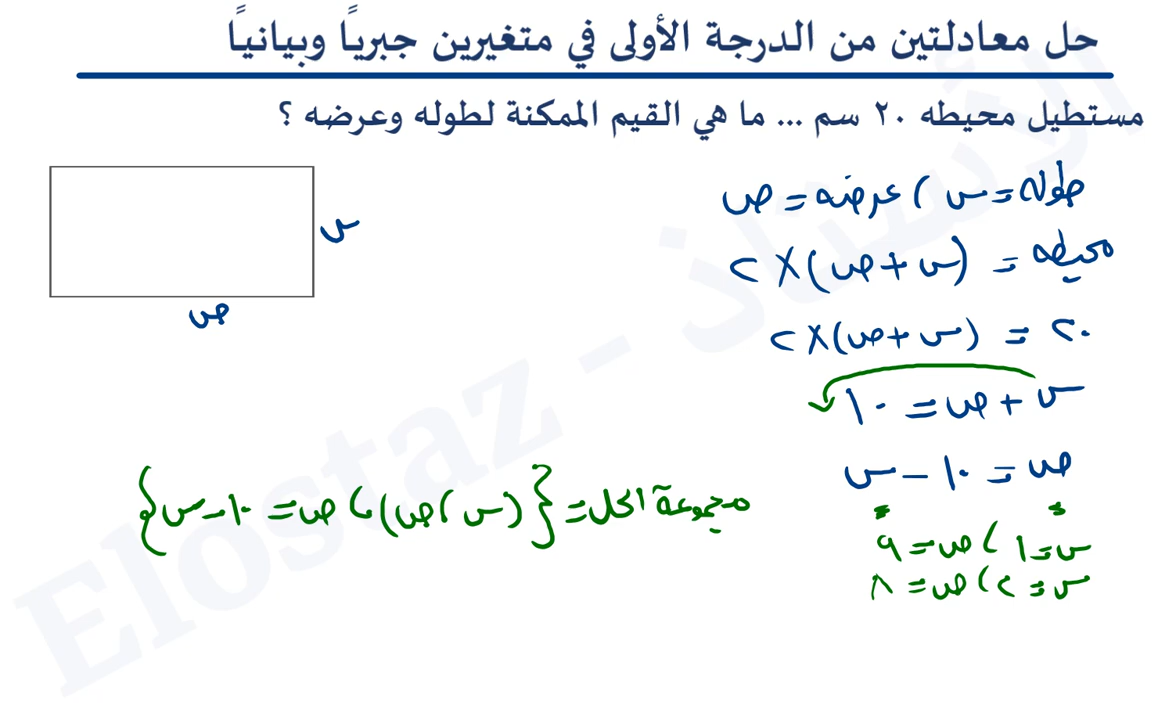 حل معادلتين من الدرجة الأولى في متغيرين جبرياً وبيانياً
مستطيل محيطه ٢٠ سم ... ما هي القيم الممكنة لطوله وعرضه ؟
طوله = س ، عرضه = ص
محيطه = (س + ص) × ٢
٢٠ = (س + ص) × ٢
س + ص = ١٠
ص = ١٠ - س
س = ١ ، ص = ٩
س = ٢ ، ص = ٨
مجموعة الحل = {(س ، ص) ، ص = ١٠ - س}
س
ص
الأستاذ - Elostaz